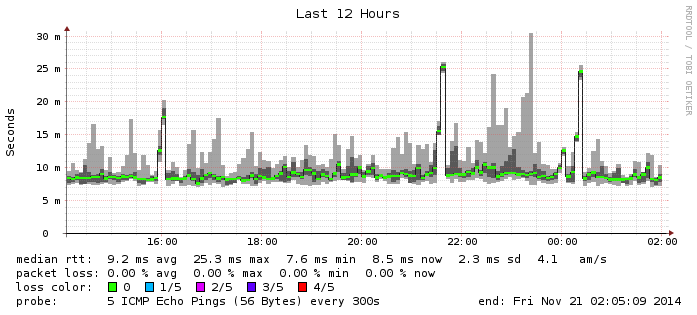 Last 12 Hours
RRDTOOL / TOBI OETIKER
Seconds
30 m
25 m
20 m
15 m
10 m
5 m
0
16:00 18:00 20:00 22:00 00:00 02:00
median rtt: 9.2 ms avg 25.3 ms max 7.6 ms min 8.5 ms now 2.3 ms sd 4.1 am/s
packet loss: 0.00 % avg 0.00 % max 0.00 % min 0.00 % now
loss color: 0 1/5 2/5 3/5 4/5
probe: 5 ICMP Echo Pings (56 Bytes) every 300s end: Fri Nov 21 02:05:09 2014